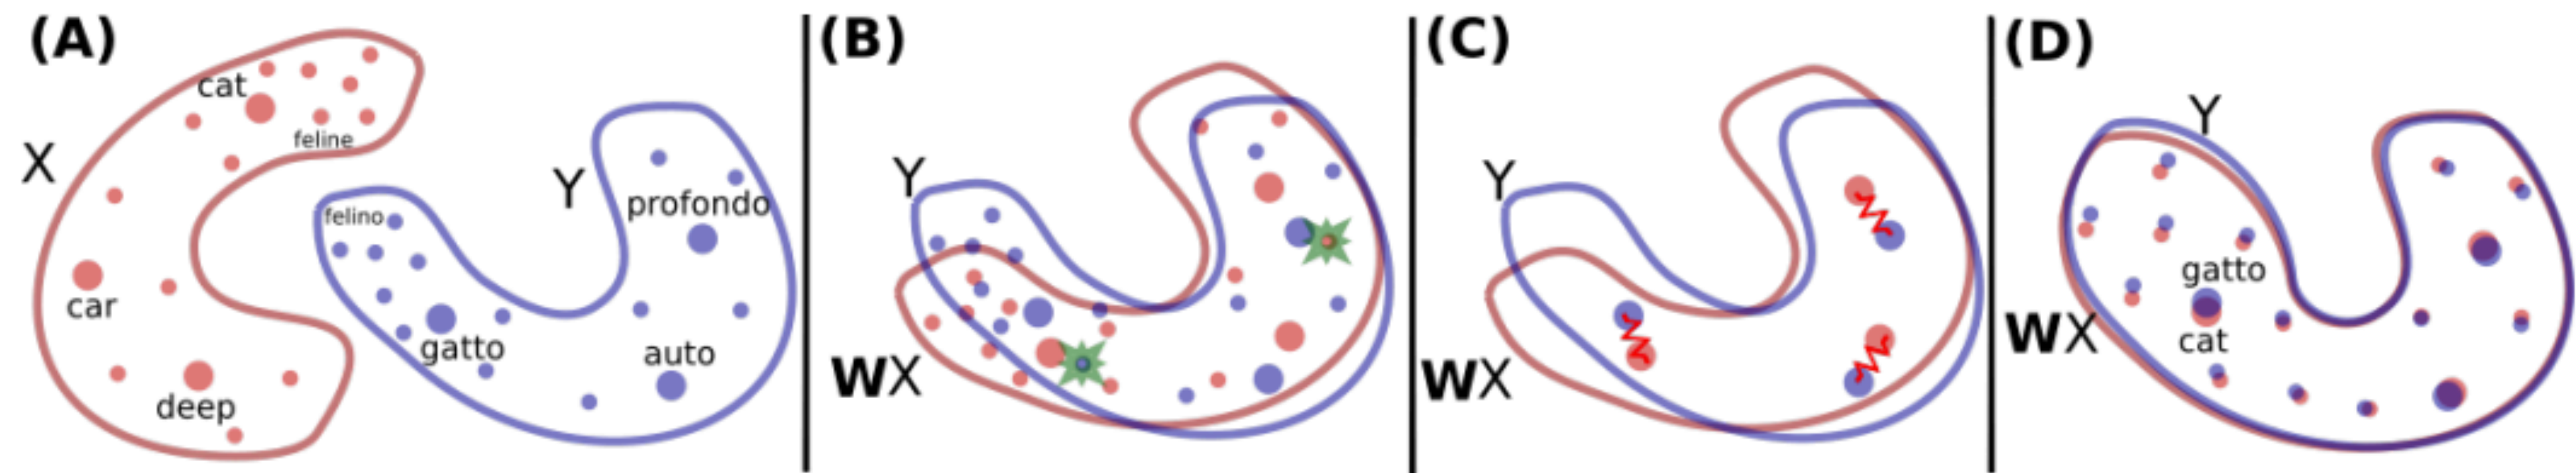 (A)
X
cat
feline
car
deep
Y
felino
profondo
gatto
auto
(B)
Y
WX
(C)
Y
WX
(D)
Y
gatto
cat
WX